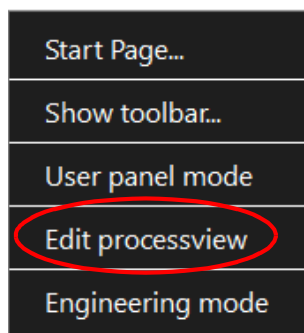 Start Page...
Show toolbar...
User panel mode
Edit processview
Engineering mode